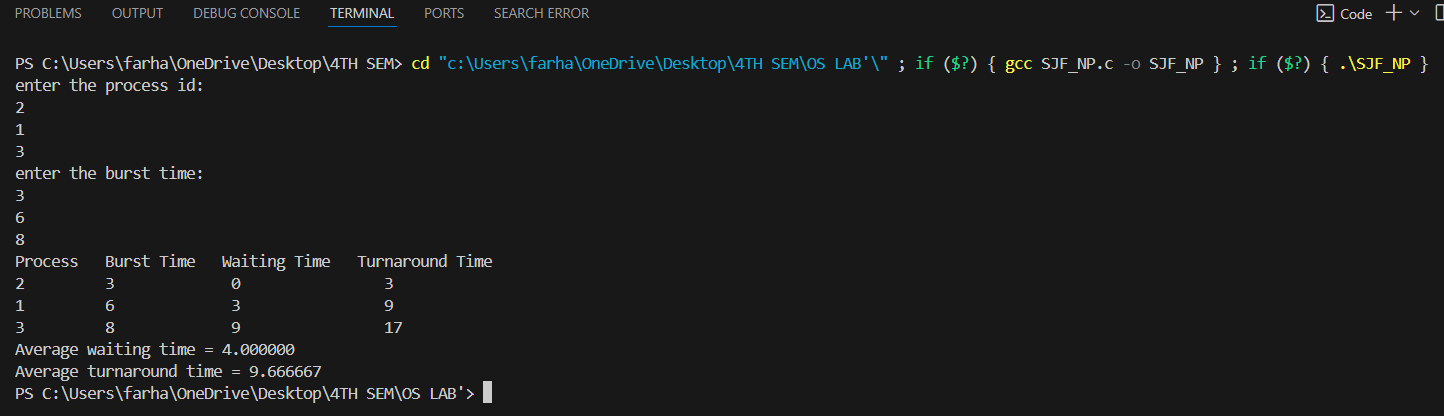 PROBLEMS OUTPUT DEBUG CONSOLE TERMINAL PORTS SEARCH ERROR Code
PS C:\Users\farha\OneDrive\Desktop\4TH SEM> cd "c:\Users\farha\OneDrive\Desktop\4TH SEM\OS LAB'\" ; if ($?) { gcc SJF_NP.c -o SJF_NP } ; if ($?) { .\SJF_NP }
enter the process id:
2
1
3
enter the burst time:
3
6
8
Process Burst Time Waiting Time Turnaround Time
2 3 0 3
1 6 3 9
3 8 9 17
Average waiting time = 4.000000
Average turnaround time = 9.666667
PS C:\Users\farha\OneDrive\Desktop\4TH SEM\OS LAB'>